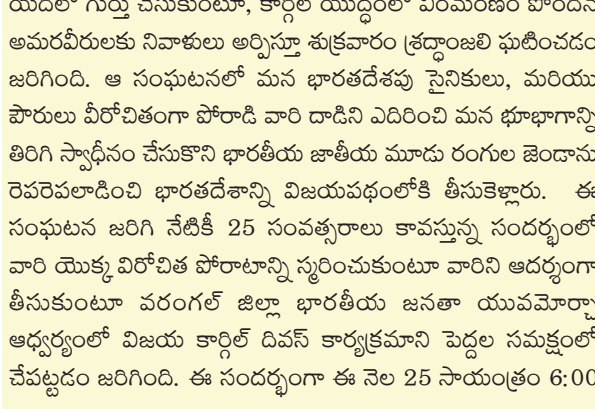 యదలో గుర్తు చేసుకుంటూ, కార్గిల్ యుద్ధంలో వీరమరణం పొందిన
అమరవీరులకు నివాళులు అర్పిస్తూ శుక్రవారం శ్రద్ధాంజలి ఘటించడం
జరిగింది. ఆ సంఘటనలో మన భారతదేశపు సైనికులు, మరియు
పౌరులు వీరోచితంగా పోరాడి వారి దాడిని ఎదిరించి మన భూభాగాన్ని
తిరిగి స్వాధీనం చేసుకొని భారతీయ జాతీయ మూడు రంగుల జెండాను
రెపరెపలాడించి భారతదేశాన్ని విజయపథంలోకి తీసుకెళ్లారు. ఈ
సంఘటన జరిగి నేటికీ 25 సంవత్సరాలు కావస్తున్న సందర్భంలో
వారి యొక్క విరోచిత పోరాటాన్ని స్మరించుకుంటూ వారిని ఆదర్శంగా
తీసుకుంటూ వరంగల్ జిల్లా భారతీయ జనతా యువమోర్చా
ఆధ్వర్యంలో విజయ కార్గిల్ దివస్ కార్యక్రమాని పెద్దల సమక్షంలో
చేపట్టడం జరిగింది. ఈ సందర్భంగా ఈ నెల 25 సాయంత్రం 6:00